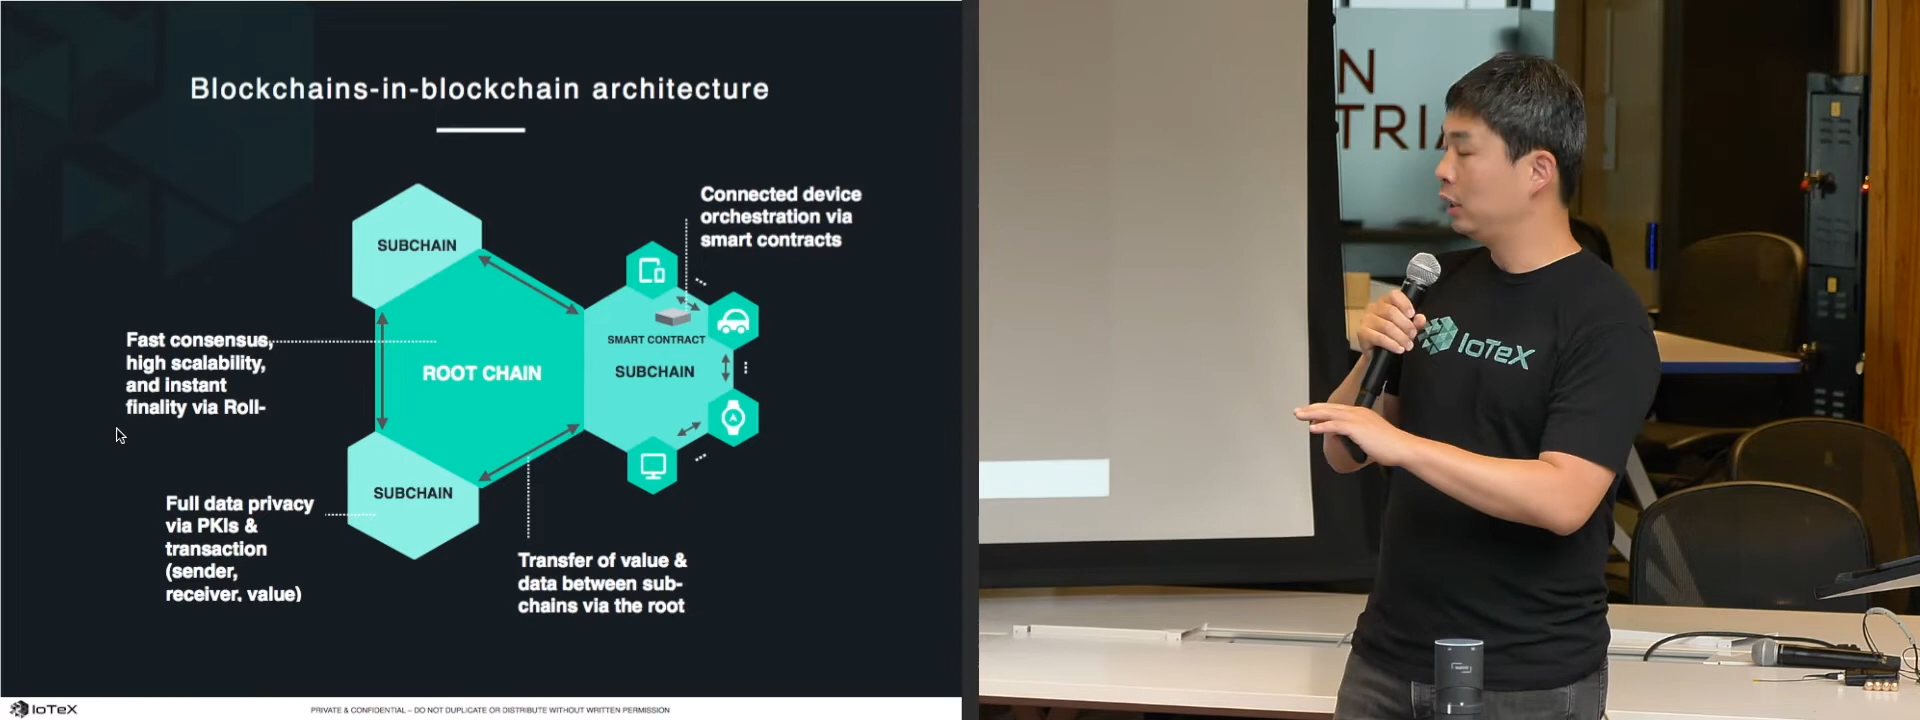 Blockchains-in-blockchain architecture
Connected device
orchestration via
smart contracts
SUBCHAIN
SMART CONTRACT
SUBCHAIN
ROOT CHAIN
Fast consensus,
high scalability,
and instant
finality via Roll-
SUBCHAIN
Full data privacy
via PKIs &
transaction
(sender,
receiver, value)
Transfer of value &
data between sub-
chains via the root
IoTeX
PRIVATE & CONFIDENTIAL – DO NOT DUPLICATE OR DISTRIBUTE WITHOUT WRITTEN PERMISSION
N
TRIA
IoTeX